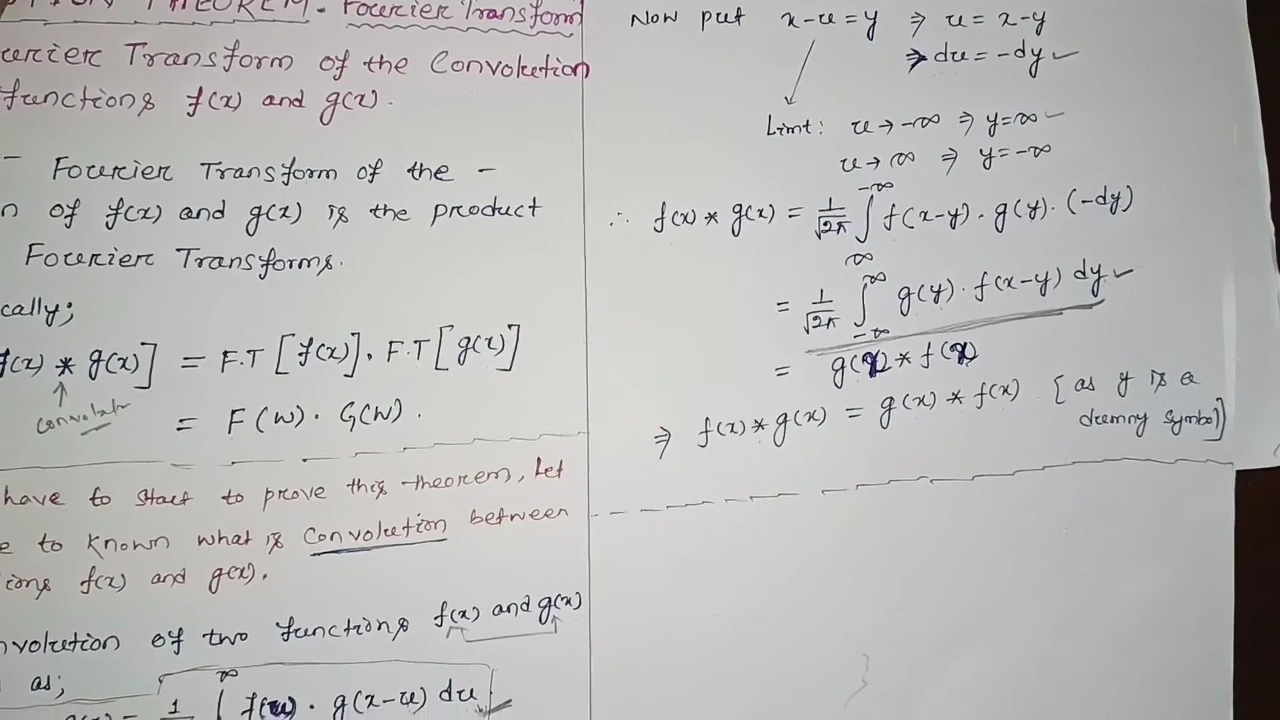 THEOREM. Fourier Transform
Fourier Transform of the Convolution
functions f(x) and g(x).
- Fourier Transform of the -
n of f(x) and g(x) is the product
Fourier Transforms.
cally;
f(x) * g(x)] = F.T [f(x)]. F.T [g(x)]
= F(W) . G(W) .
have to start to prove this theorem, Let
e to known what is Convolution between
ions f(x) and g(x).
nvolution of two functions f(x) and g(x)
as;
g(x) = 1 ∫ ∞ f(u) . g(x-u) du
Now put x-u = y ⇒ u = x-y
⇒ du = -dy ✓
Limt: u → -∞ ⇒ y = ∞
u → ∞ ⇒ y = -∞
∴ f(x) * g(x) = 1/√2π ∫_∞^-∞ f(x-y) . g(y) . (-dy)
= 1/√2π ∫_-∞^∞ g(y) . f(x-y) dy ✓
= g(x) * f(x)
⇒ f(x) * g(x) = g(x) * f(x) [as y is a
dummy symbol]